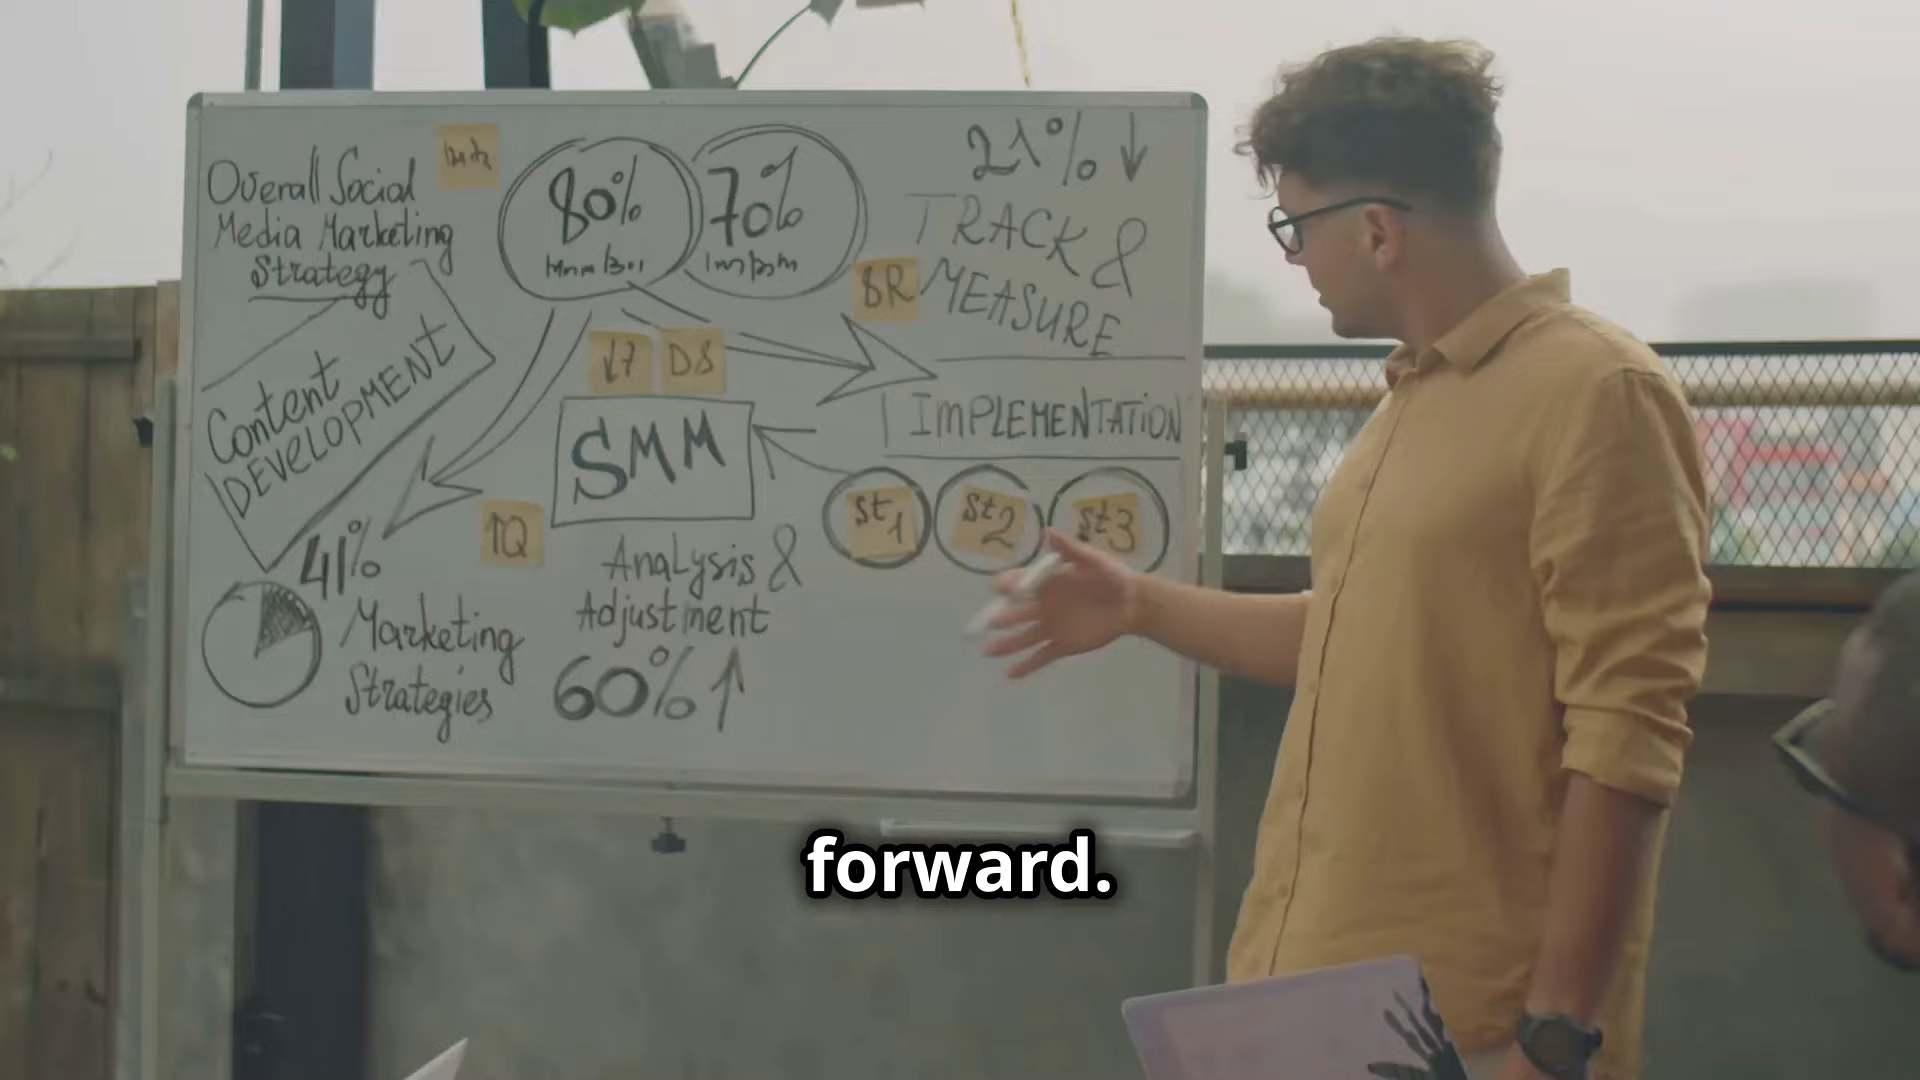 Overall Social
Media Marketing
Strategy
80%
70%
21%↓
TRACK &
MEASURE
BR
Content
DEVELOPMENT
17
D8
SMM
IMPLEMENTATION
St1
St2
St3
1Q
41%
Marketing
Strategies
Analysis &
Adjustment
60%↑
forward.